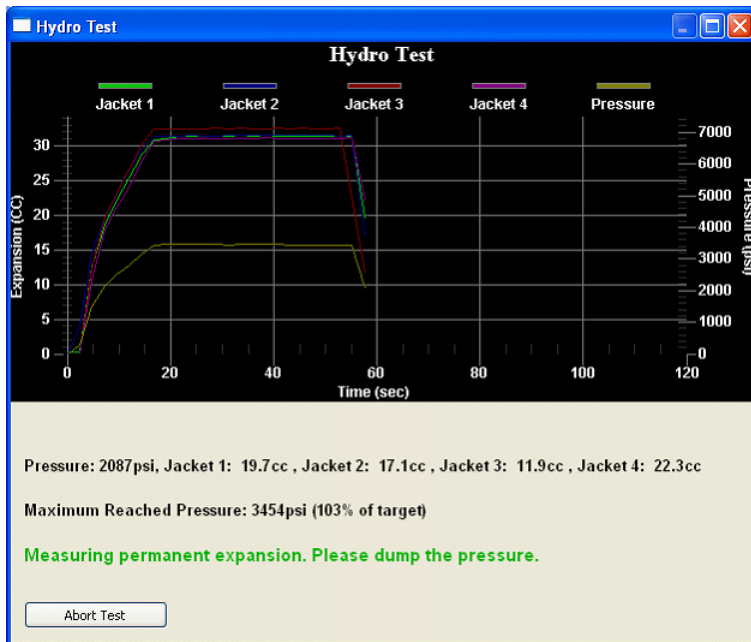 Hydro Test
Hydro Test
Jacket 1 Jacket 2 Jacket 3 Jacket 4 Pressure
Expansion (CC)
30
25
20
15
10
5
0
7000
6000
5000
4000
3000
2000
1000
0
Pressure (psi)
0 20 40 60 80 100 120
Time (sec)
Pressure: 2087psi, Jacket 1: 19.7cc , Jacket 2: 17.1cc , Jacket 3: 11.9cc , Jacket 4: 22.3cc
Maximum Reached Pressure: 3454psi (103% of target)
Measuring permanent expansion. Please dump the pressure.
Abort Test